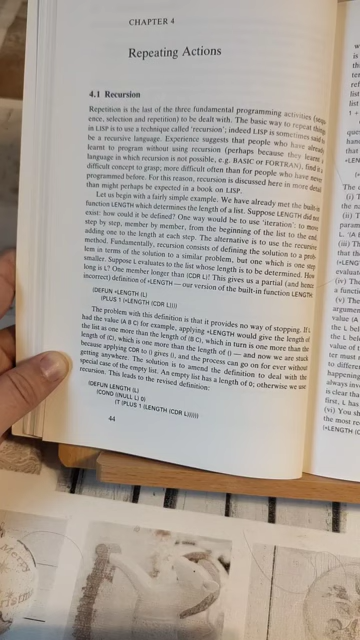 CHAPTER 4
Repeating Actions
4.1 Recursion
Repetition is the last of the three fundamental programming activities (sequ-
ence, selection and repetition) to be dealt with. The basic way to repeat things
in LISP is to use a technique called 'recursion'; indeed LISP is sometimes said to
be a recursive language. Experience suggests that people who have already
learnt to program without using recursion (perhaps because they learnt a
language in which recursion is not possible, e.g. BASIC or FORTRAN), find it a
difficult concept to grasp; more often than for people who have never
programmed before. For this reason, recursion is discussed here in more detail
than might perhaps be expected in a book on LISP.
Let us begin with a fairly simple example. We have already met the built-in
function LENGTH which determines the length of a list. Suppose LENGTH did not
exist: how could it be defined? One way would be to use 'iteration': to move
step by step, member by member, from the beginning of the list to the end,
adding one to the length at each step. The alternative is to use the recursive
method. Fundamentally, recursion consists of defining the solution to a prob-
lem in terms of the solution to a similar problem, but one which is one step
smaller. Suppose L evaluates to the list whose length is to be determined. How
long is L? One member longer than (CDR L)! This gives us a partial (and hence
incorrect) definition of *LENGTH — our version of the built-in function LENGTH:
(DEFUN *LENGTH (L)
(PLUS 1 (*LENGTH (CDR L))))
The problem with this definition is that it provides no way of stopping. If L
had the value (A B C) for example, applying *LENGTH would give the length of
the list as one more than the length of (B C), which in turn is one more than the
length of (C), which is one more than the length of () — and now we are stuck
because applying CDR to () gives (), and the process can go on for ever without
getting anywhere. The solution is to amend the definition to deal with the
special case of the empty list. An empty list has a length of 0; otherwise we use
recursion. This leads to the revised definition:
(DEFUN *LENGTH (L)
(COND ((NULL L) 0)
(T (PLUS 1 (*LENGTH (CDR L))))))
44